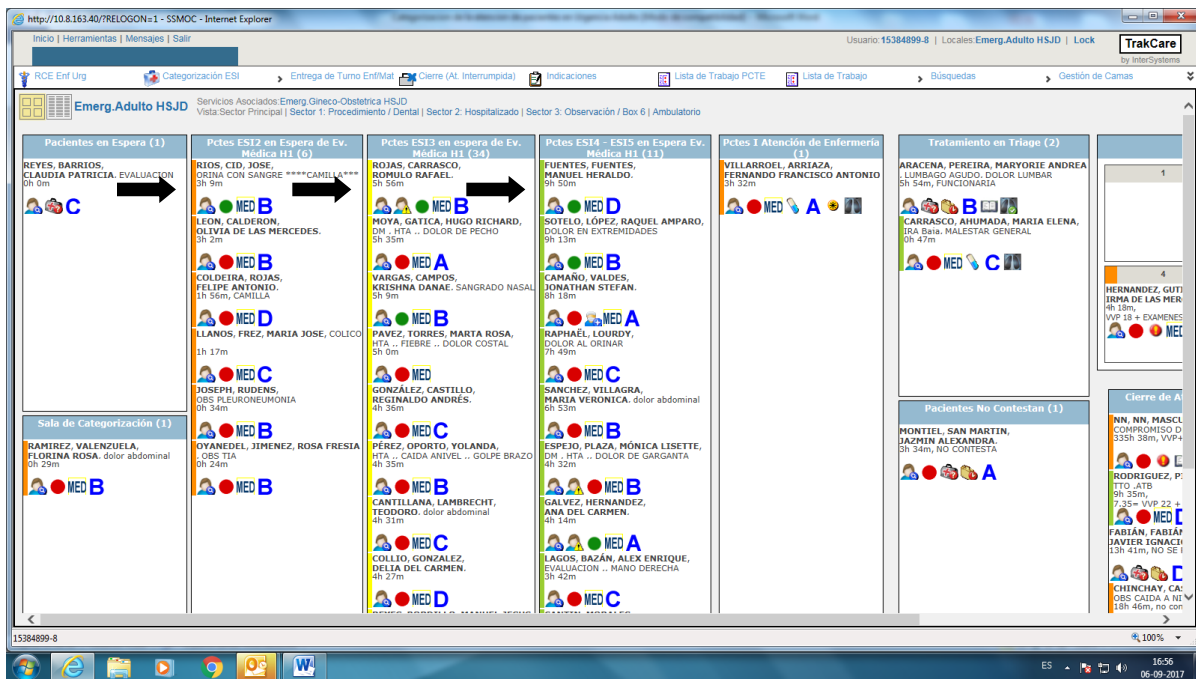 http://10.8.163.40/?RELOGON=1 - SSMOC - Internet Explorer
Inicio | Herramientas | Mensajes | Salir
Usuario:15384899-8 | Locales:Emerg.Adulto HSJD | Lock
TrakCare
by InterSystems
RCE Enf Urg
Categorización ESI
Entrega de Turno Enf/Mat
Cierre (At. Interrumpida)
Indicaciones
Lista de Trabajo PCTE
Lista de Trabajo
Búsquedas
Gestión de Camas
Emerg.Adulto HSJD
Servicios Asociados:Emerg.Gineco-Obstetrica HSJD
Vista:Sector Principal | Sector 1: Procedimiento / Dental | Sector 2: Hospitalizado | Sector 3: Observación / Box 6 | Ambulatorio
Pacientes en Espera (1)
REYES, BARRIOS,
CLAUDIA PATRICIA. EVALUACION
0h 0m
C
Sala de Categorización (1)
RAMIREZ, VALENZUELA,
FLORINA ROSA. dolor abdominal
0h 29m
MED B
Pctes ESI2 en Espera de Ev.
Médica H1 (6)
RIOS, CID, JOSE,
ORINA CON SANGRE ****CAMILLA***
3h 9m
MED B
LEON, CALDERON,
OLIVIA DE LAS MERCEDES.
3h 2m
MED B
COLDEIRA, ROJAS,
FELIPE ANTONIO.
1h 56m, CAMILLA
MED D
LLANOS, FREZ, MARIA JOSE, COLICO
1h 17m
MED C
JOSEPH, RUDENS,
OBS PLEURONEUMONIA
0h 34m
MED B
OYANEDEL, JIMENEZ, ROSA FRESIA
. OBS TIA
0h 24m
MED B
Pctes ESI3 en espera de Ev.
Médica H1 (34)
ROJAS, CARRASCO,
ROMULO RAFAEL.
5h 56m
MED B
MOYA, GATICA, HUGO RICHARD,
DM . HTA .. DOLOR DE PECHO
5h 35m
MED A
VARGAS, CAMPOS,
KRISHNA DANAE. SANGRADO NASAL
5h 9m
MED B
PAVEZ, TORRES, MARTA ROSA,
HTA .. FIEBRE .. DOLOR COSTAL
5h 0m
MED
GONZÁLEZ, CASTILLO,
REGINALDO ANDRÉS.
4h 36m
MED C
PÉREZ, OPORTO, YOLANDA,
HTA .. CAIDA ANIVEL .. GOLPE BRAZO
4h 35m
MED B
CANTILLANA, LAMBRECHT,
TEODORO. dolor abdominal
4h 31m
MED C
COLLIO, GONZALEZ,
DELIA DEL CARMEN.
4h 27m
MED D
Pctes ESI4 - ESI5 en Espera Ev.
Médica H1 (11)
FUENTES, FUENTES,
MANUEL HERALDO.
9h 50m
MED D
SOTELO, LÓPEZ, RAQUEL AMPARO,
DOLOR EN EXTREMIDADES
9h 13m
MED B
CAMAÑO, VALDES,
JONATHAN STEFAN.
8h 18m
MED A
RAPHAËL, LOURDY,
DOLOR AL ORINAR
7h 49m
MED C
SANCHEZ, VILLAGRA,
MARIA VERONICA. dolor abdominal
6h 53m
MED B
ESPEJO, PLAZA, MÓNICA LISETTE,
DM . HTA .. DOLOR DE GARGANTA
4h 32m
MED B
GALVEZ, HERNANDEZ,
ANA DEL CARMEN.
4h 14m
MED A
LAGOS, BAZÁN, ALEX ENRIQUE,
EVALUACION .. MANO DERECHA
3h 42m
MED C
Pctes I Atención de Enfermería
(1)
VILLARROEL, ARRIAZA,
FERNANDO FRANCISCO ANTONIO
3h 32m
MED A
Tratamiento en Triage (2)
ARACENA, PEREIRA, MARYORIE ANDREA
. LUMBAGO AGUDO. DOLOR LUMBAR
5h 54m, FUNCIONARIA
B
CARRASCO, AHUMADA, MARIA ELENA,
IRA Baja. MALESTAR GENERAL
0h 47m
MED C
Pacientes No Contestan (1)
MONTIEL, SAN MARTIN,
JAZMIN ALEXANDRA.
3h 34m, NO CONTESTA
A
1
4
HERNANDEZ, GUTI
IRMA DE LAS MER
4h 18m,
VVP 18 + EXAMENES
MED
Cierre de A
NN, NN, MASCU
COMPROMISO D
335h 38m, VVP+
RODRIGUEZ, P
TTO .ATB
9h 35m,
7.35= VVP 22 +
MED D
FABIÁN, FABIÁN
JAVIER IGNACI
13h 41m, NO SE
D
CHINCHAY, CA
OBS CAIDA A NI
18h 46m, no con
15384899-8
100%
ES
16:56
06-09-2017